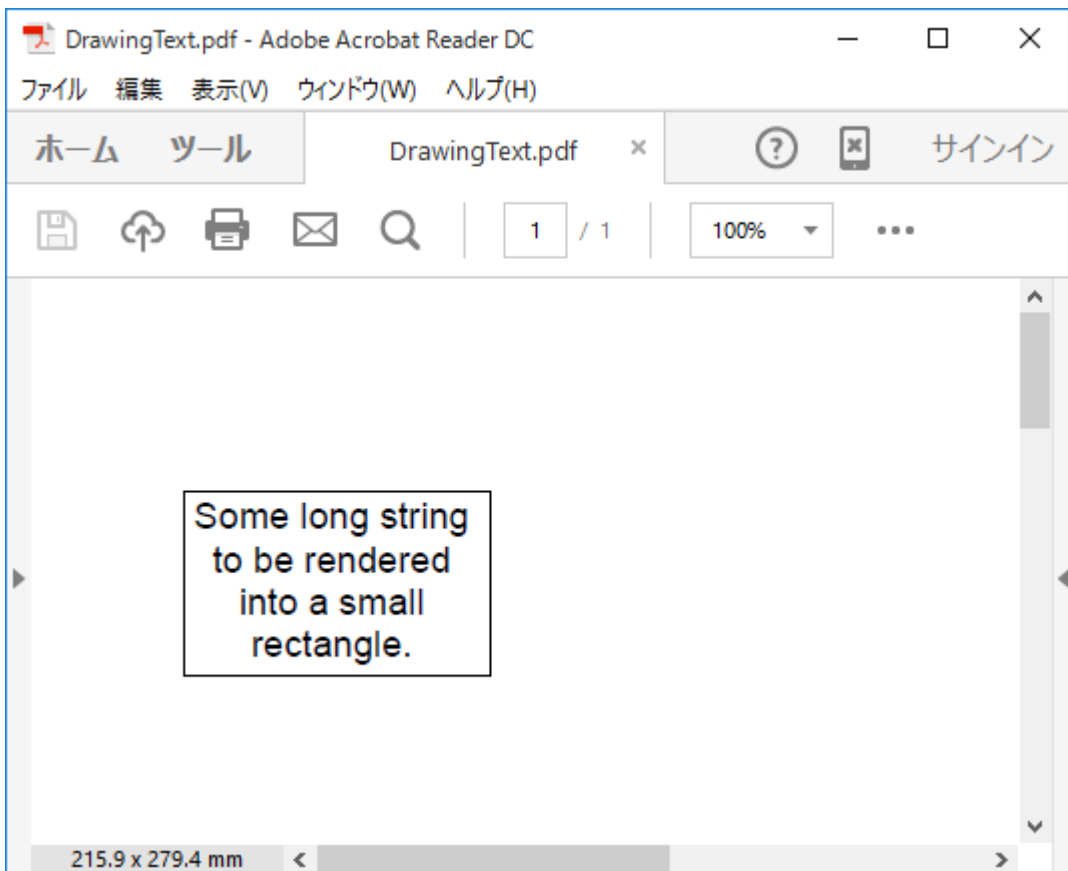 DrawingText.pdf - Adobe Acrobat Reader DC
ファイル 編集 表示(V) ウィンドウ(W) ヘルプ(H)
ホーム ツール DrawingText.pdf × ? サインイン
1 / 1 100%
Some long string
to be rendered
into a small
rectangle.
215.9 x 279.4 mm